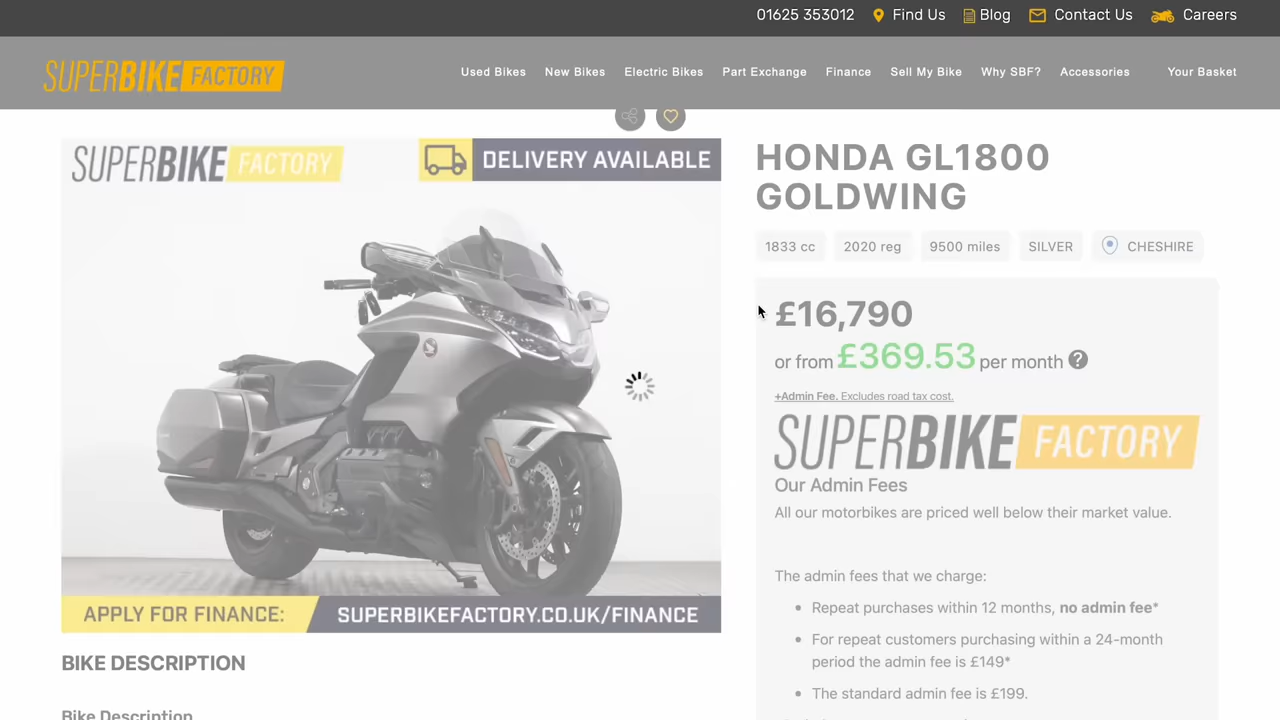 01625 353012 Find Us Blog Contact Us Careers
SUPERBIKE FACTORY Used Bikes New Bikes Electric Bikes Part Exchange Finance Sell My Bike Why SBF? Accessories Your Basket
SUPERBIKE FACTORY DELIVERY AVAILABLE
APPLY FOR FINANCE: SUPERBIKEFACTORY.CO.UK/FINANCE
BIKE DESCRIPTION
Bike Description
HONDA GL1800
GOLDWING
1833 cc 2020 reg 9500 miles SILVER CHESHIRE
£16,790
or from £369.53 per month ?
+Admin Fee. Excludes road tax cost.
SUPERBIKE FACTORY
Our Admin Fees
All our motorbikes are priced well below their market value.
The admin fees that we charge:
• Repeat purchases within 12 months, no admin fee*
• For repeat customers purchasing within a 24-month
period the admin fee is £149*
• The standard admin fee is £199.